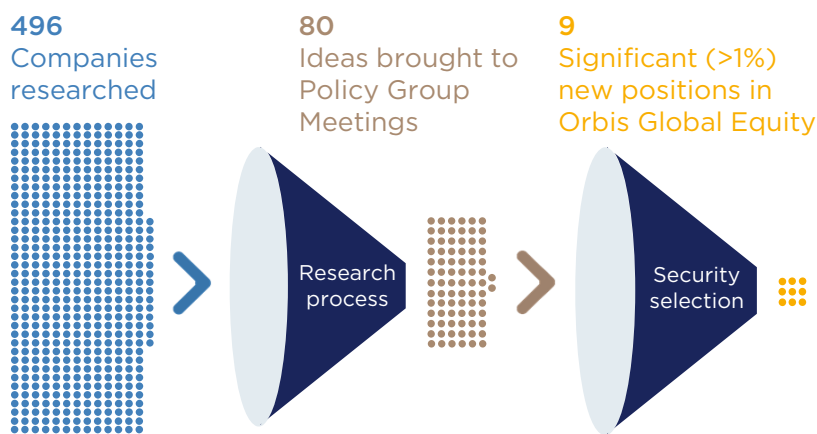 496
Companies
researched
80
Ideas brought to
Policy Group
Meetings
9
Significant (>1%)
new positions in
Orbis Global Equity
Research
process
Security
selection